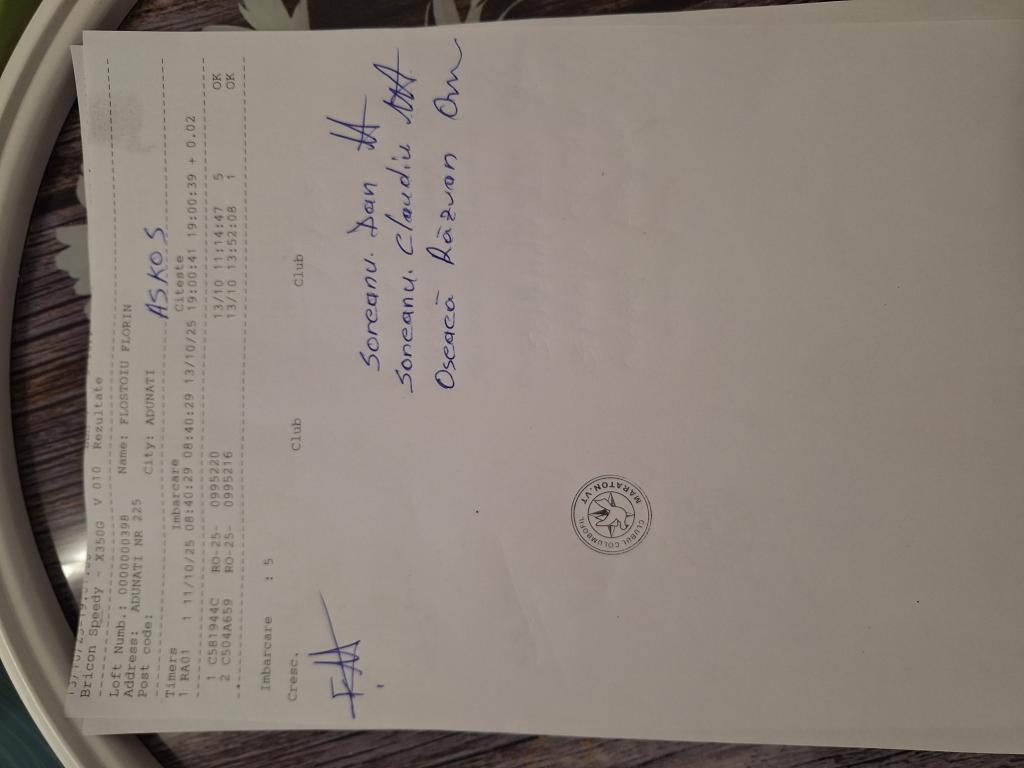 Bricon Speedy - X350G V 010 Rezultate
Loft Numb.: 0000000398 Name: FLOSTOIU FLORIN
Address: ADUNATI NR 225 City: ADUNATI
Post code:
ASKOS
Timers Imbarcare Citeste
1 RA01 1 11/10/25 08:40:29 08:40:29 13/10/25 19:00:41 19:00:39 + 0.02
1 C581944C RO-25- 0995220 13/10 11:14:47 5 OK
2 C504A659 RO-25- 0995216 13/10 13:52:08 1 OK
Imbarcare : 5
Cresc. Club Club
Soreanu. Dan
Soreanu. Claudiu
Oseacă Răzvan
CLUBUL COLUMBOFIL
MARATON.VT